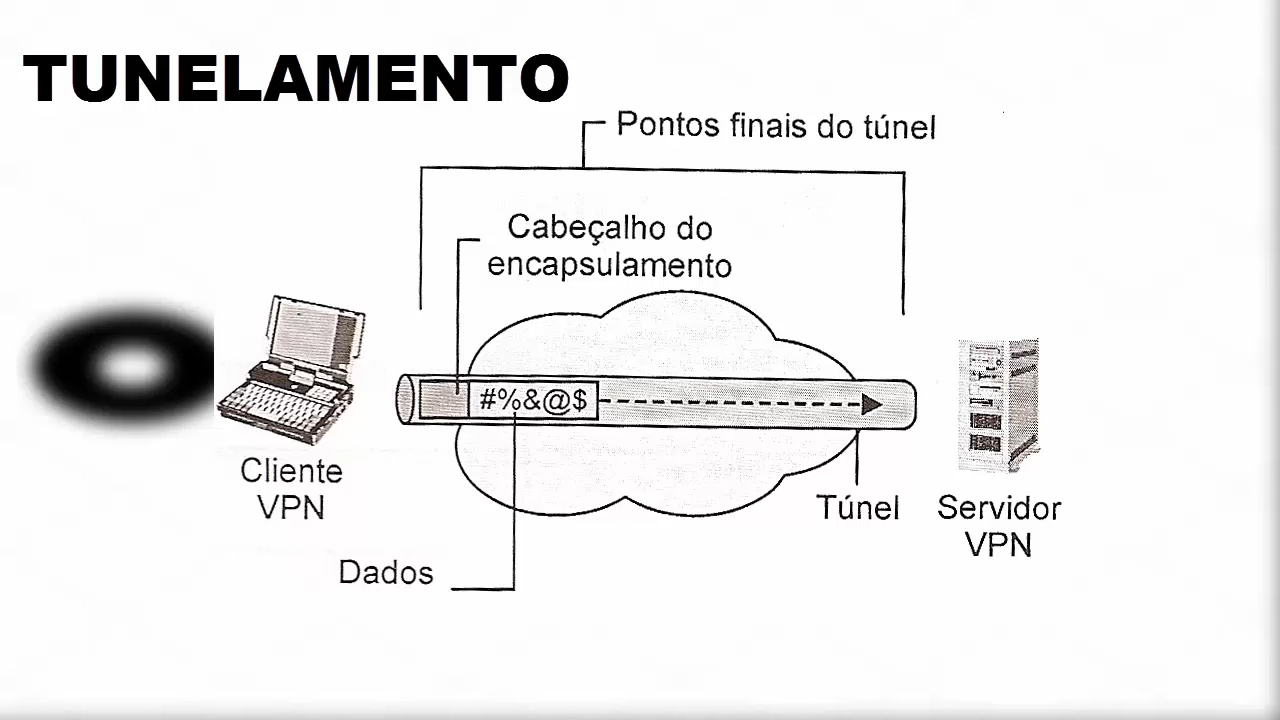 TUNELAMENTO
Pontos finais do túnel
Cabeçalho do
encapsulamento
#%&@$
Cliente
VPN
Túnel
Servidor
VPN
Dados